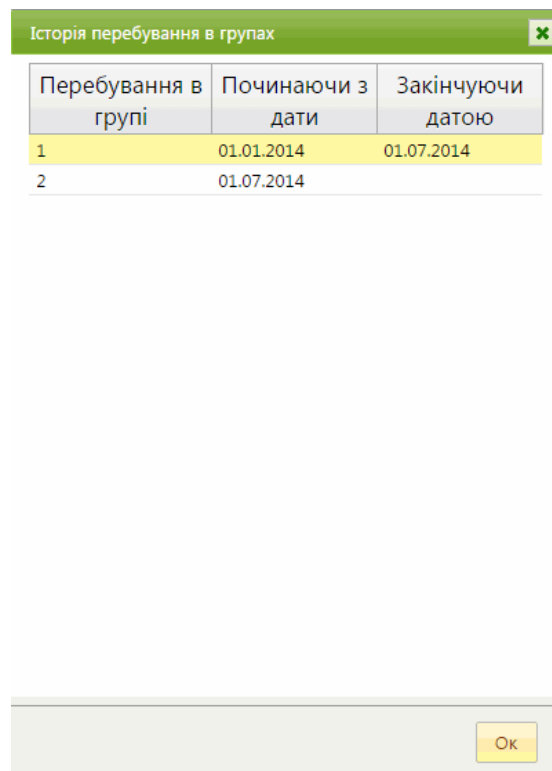 Історія перебування в групах
Перебування в групі Починаючи з дати Закінчуючи датою
1 01.01.2014 01.07.2014
2 01.07.2014
Ок